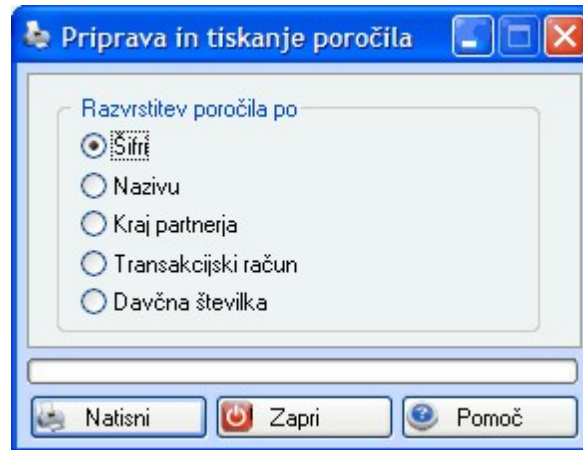 Priprava in tiskanje poročila
Razvrstitev poročila po
Šifri
Nazivu
Kraj partnerja
Transakcijski račun
Davčna številka
Natisni Zapri Pomoč